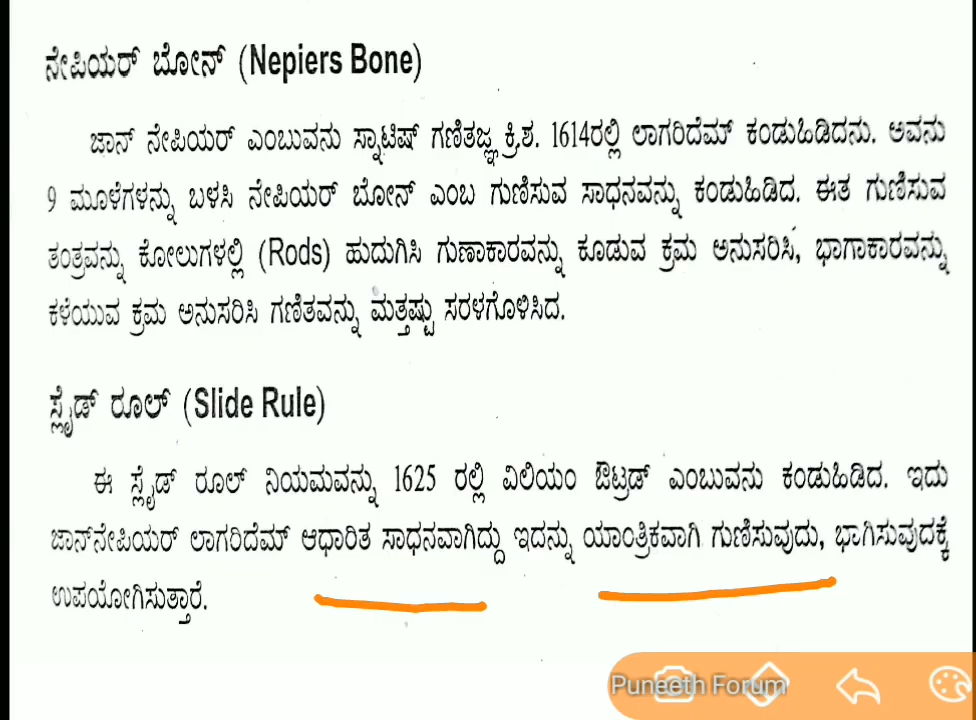 ನೇಪಿಯರ್ ಬೋನ್ (Nepiers Bone)
ಜಾನ್ ನೇಪಿಯರ್ ಎಂಬುವನು ಸ್ಕಾಟಿಷ್ ಗಣಿತಜ್ಞ ಕ್ರಿ.ಶ. 1614ರಲ್ಲಿ ಲಾಗರಿದೆಮ್ ಕಂಡುಹಿಡಿದನು. ಅವನು
9 ಮೂಳೆಗಳನ್ನು ಬಳಸಿ ನೇಪಿಯರ್ ಬೋನ್ ಎಂಬ ಗುಣಿಸುವ ಸಾಧನವನ್ನು ಕಂಡುಹಿಡಿದ. ಈತ ಗುಣಿಸುವ
ತಂತ್ರವನ್ನು ಕೋಲುಗಳಲ್ಲಿ (Rods) ಹುದುಗಿಸಿ ಗುಣಾಕಾರವನ್ನು ಕೂಡುವ ಕ್ರಮ ಅನುಸರಿಸಿ, ಭಾಗಾಕಾರವನ್ನು
ಕಳೆಯುವ ಕ್ರಮ ಅನುಸರಿಸಿ ಗಣಿತವನ್ನು ಮತ್ತಷ್ಟು ಸರಳಗೊಳಿಸಿದ.
ಸ್ಲೈಡ್ ರೂಲ್ (Slide Rule)
ಈ ಸ್ಲೈಡ್ ರೂಲ್ ನಿಯಮವನ್ನು 1625 ರಲ್ಲಿ ವಿಲಿಯಂ ಔಟ್ರಡ್ ಎಂಬುವನು ಕಂಡುಹಿಡಿದ. ಇದು
ಜಾನ್‌ನೇಪಿಯರ್ ಲಾಗರಿದೆಮ್ ಆಧಾರಿತ ಸಾಧನವಾಗಿದ್ದು ಇದನ್ನು ಯಾಂತ್ರಿಕವಾಗಿ ಗುಣಿಸುವುದು, ಭಾಗಿಸುವುದಕ್ಕೆ
ಉಪಯೋಗಿಸುತ್ತಾರೆ.
Puneeth Forum